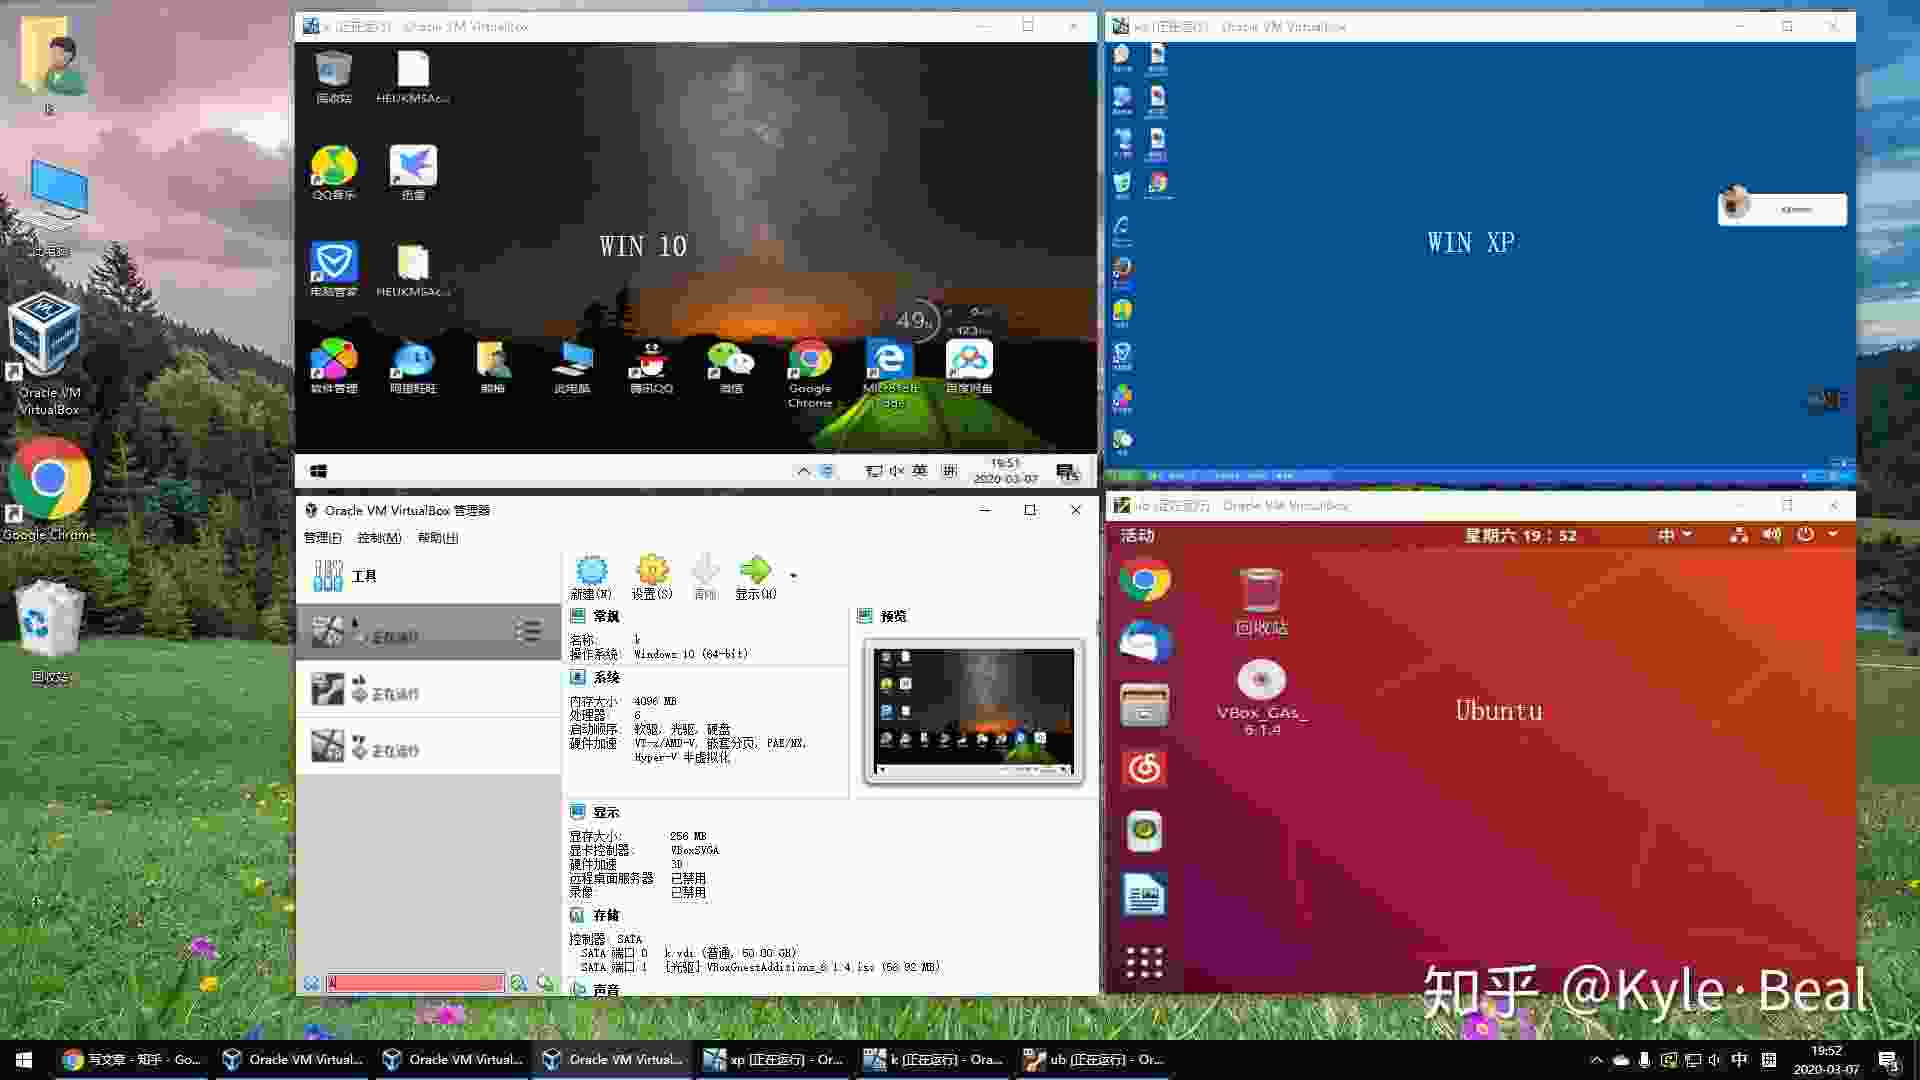 此电脑
Oracle VM
VirtualBox
Google Chrome
回收站
k [正在运行] - Oracle VM VirtualBox
回收站
HEUKMSAc...
QQ音乐
迅雷
电脑管家
HEUKMSAc...
WIN 10
49%
软件管理
阿里旺旺
此电脑
腾讯QQ
微信
Google
Chrome
百度网盘
英
拼
19:51
2020-03-07
xp [正在运行] - Oracle VM VirtualBox
WIN XP
Oracle VM VirtualBox 管理器
管理(F)
控制(M)
帮助(H)
工具
k
正在运行
ub
正在运行
xp
正在运行
新建(N)
设置(S)
清除
显示(H)
常规
名称: k
操作系统: Windows 10 (64-bit)
系统
内存大小: 4096 MB
处理器: 6
启动顺序: 软驱, 光驱, 硬盘
硬件加速: VT-x/AMD-V, 嵌套分页, PAE/NX,
Hyper-V 半虚拟化
预览
显示
显存大小: 256 MB
显卡控制器: VBoxSVGA
硬件加速: 3D
远程桌面服务器: 已禁用
录像: 已禁用
存储
控制器: SATA
SATA 端口 0: k.vdi (普通, 50.00 GB)
SATA 端口 1: [光驱] VBoxGuestAdditions_6.1.4.iso (56.92 MB)
声音
ub [正在运行] - Oracle VM VirtualBox
活动
星期六 19:52
中
回收站
VBox_GAs_
6.1.4
Ubuntu
知乎 @Kyle·Beal
写文章 - 知乎 - Go...
Oracle VM Virtual...
Oracle VM Virtual...
Oracle VM Virtual...
xp [正在运行] - Or...
k [正在运行] - Ora...
ub [正在运行] - Or...
中
拼
19:52
2020-03-07
3